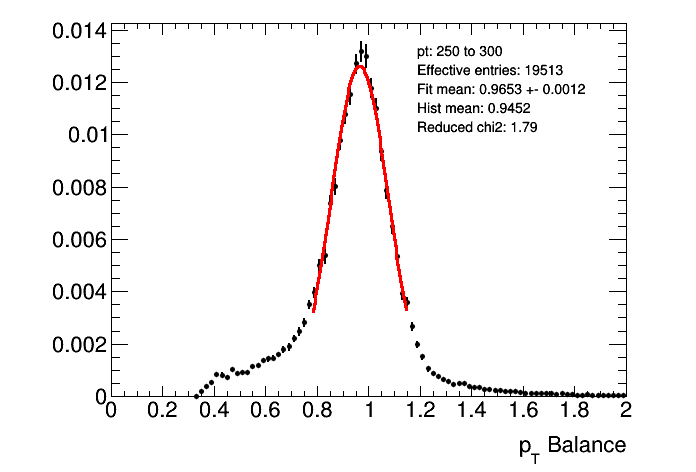 0.014
0.012
0.01
0.008
0.006
0.004
0.002
0
pt: 250 to 300
Effective entries: 19513
Fit mean: 0.9653 +- 0.0012
Hist mean: 0.9452
Reduced chi2: 1.79
0 0.2 0.4 0.6 0.8 1 1.2 1.4 1.6 1.8 2
p_T Balance